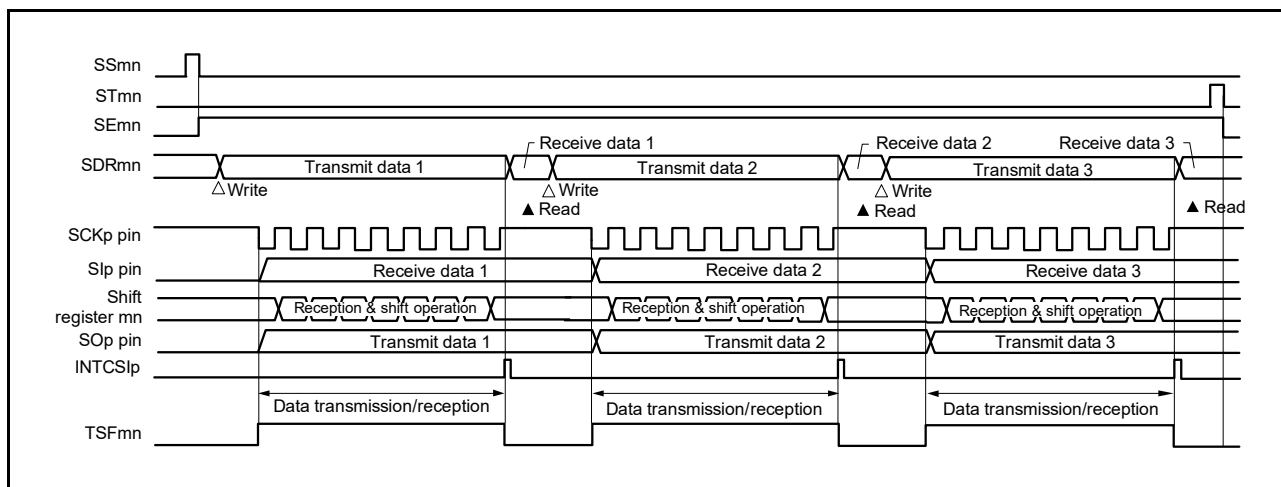 SSmn
STmn
SEmn
Receive data 1 Receive data 2 Receive data 3
SDRmn Transmit data 1 Transmit data 2 Transmit data 3
△Write △ Write △ Write
▲ Read ▲ Read ▲ Read
SCKp pin
SIp pin Receive data 1 Receive data 2 Receive data 3
Shift
register mn Reception & shift operation Reception & shift operation Reception & shift operation
SOp pin Transmit data 1 Transmit data 2 Transmit data 3
INTCSIp
Data transmission/reception Data transmission/reception Data transmission/reception
TSFmn